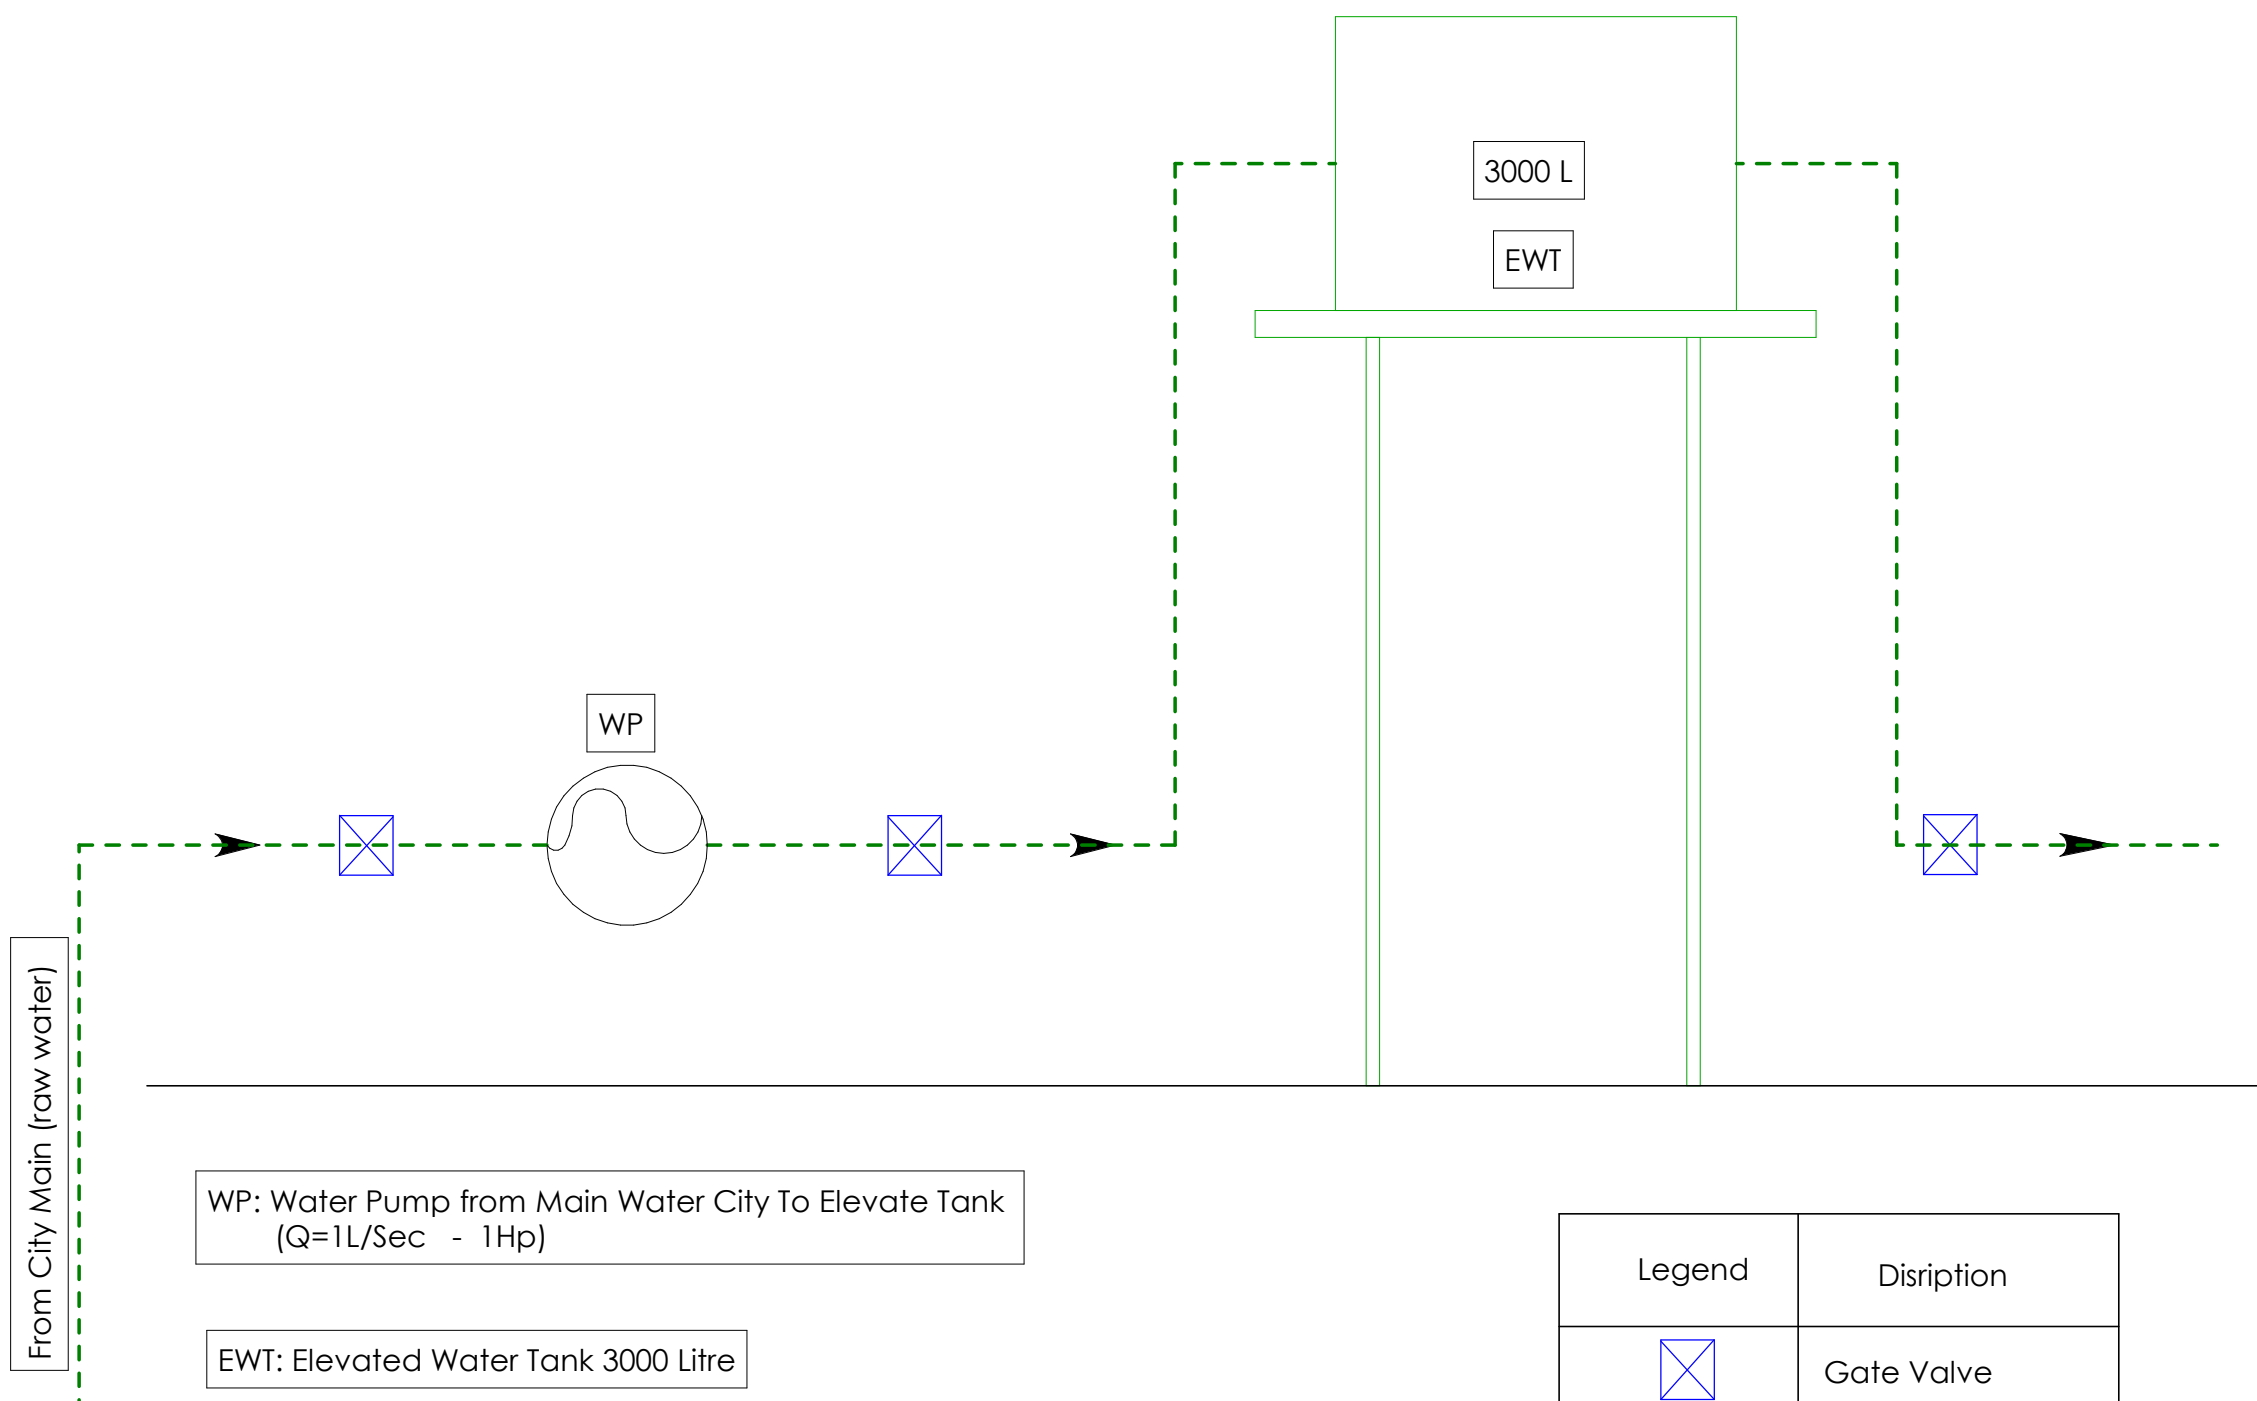 3000 L
EWT
WP
From City Main (raw water)
WP: Water Pump from Main Water City To Elevate Tank
(Q=1L/Sec - 1Hp)
EWT: Elevated Water Tank 3000 Litre
Legend
Disription
Gate Valve